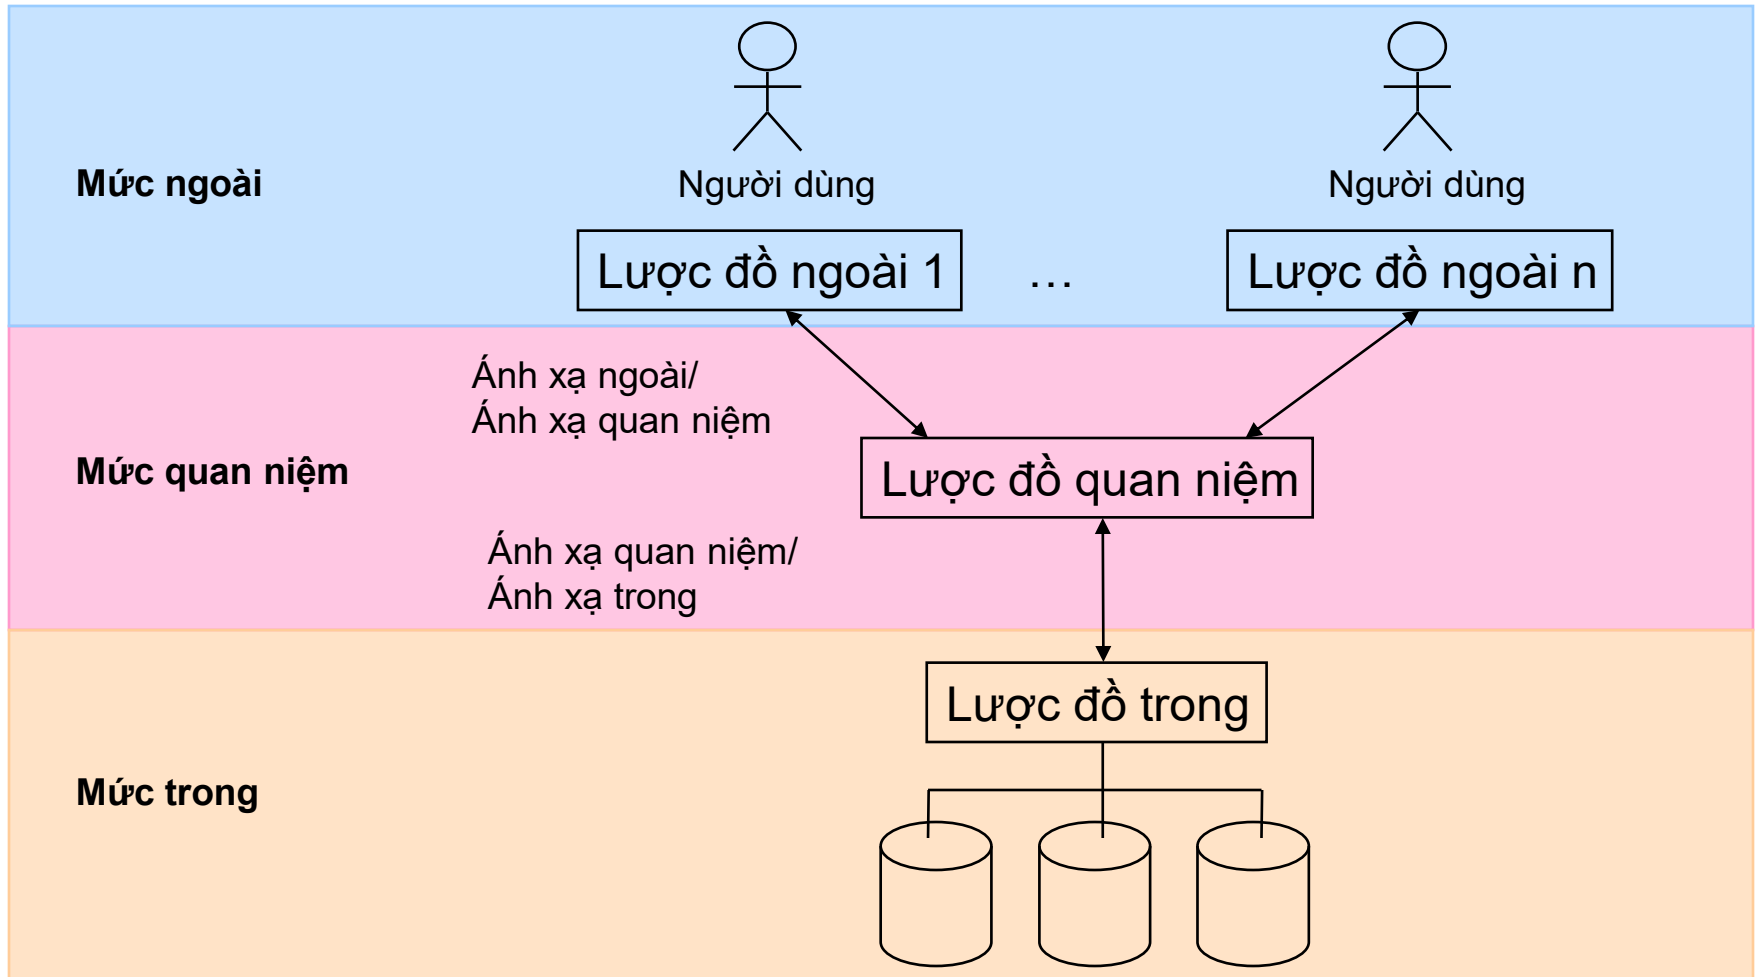 Mức ngoài
Người dùng
Người dùng
Lược đồ ngoài 1
…
Lược đồ ngoài n
Ánh xạ ngoài/
Ánh xạ quan niệm
Mức quan niệm
Lược đồ quan niệm
Ánh xạ quan niệm/
Ánh xạ trong
Lược đồ trong
Mức trong